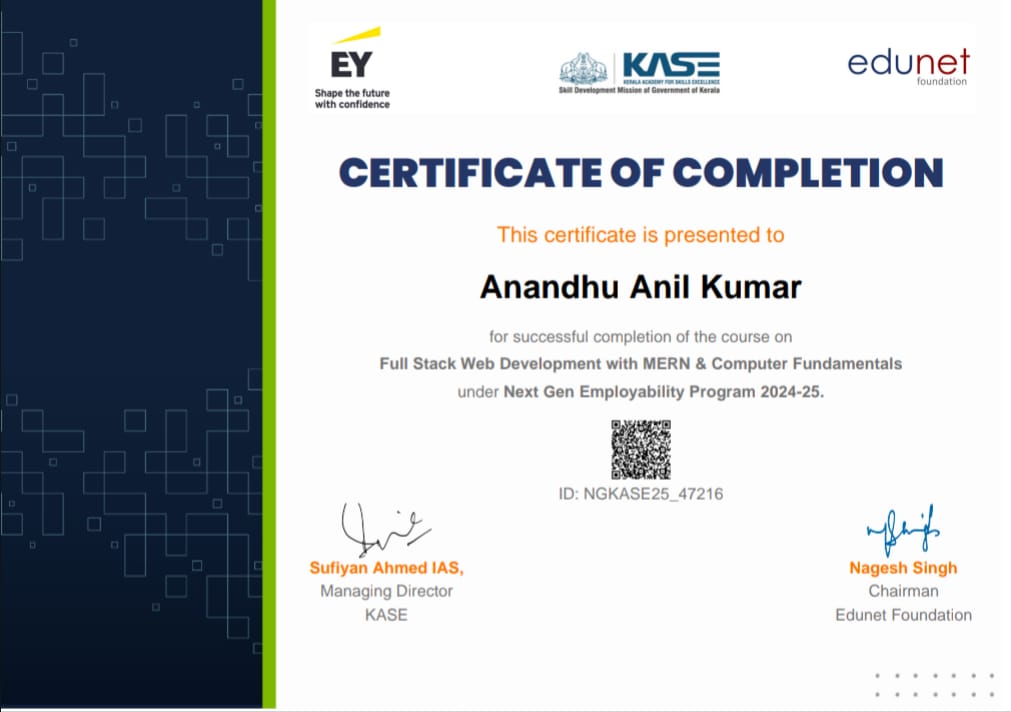 EY
Shape the future
with confidence
KASE
KERALA ACADEMY FOR SKILLS EXCELLENCE
Skill Development Mission of Government of Kerala
edunet
foundation
CERTIFICATE OF COMPLETION
This certificate is presented to
Anandhu Anil Kumar
for successful completion of the course on
Full Stack Web Development with MERN & Computer Fundamentals
under Next Gen Employability Program 2024-25.
ID: NGKASE25_47216
Sufiyan Ahmed IAS,
Managing Director
KASE
Nagesh Singh
Chairman
Edunet Foundation